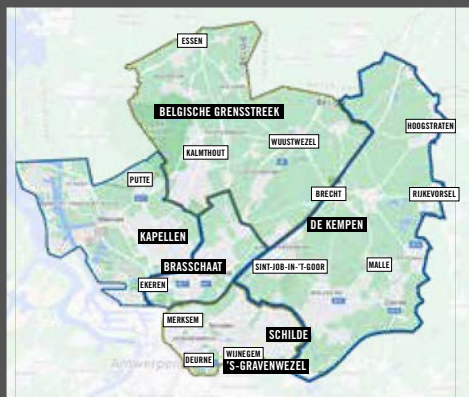 ESSEN
BELGISCHE GRENSSTREEK
HOOGSTRATEN
WUUSTWEZEL
KALMTHOUT
PUTTE
BRECHT
RIJKEVORSEL
DE KEMPEN
KAPELLEN
BRASSCHAAT
SINT-JOB-IN-'T-GOOR
MALLE
EKEREN
MERKSEM
SCHILDE
WIJNEGEM
DEURNE
'S-GRAVENWEZEL
Antwerpen